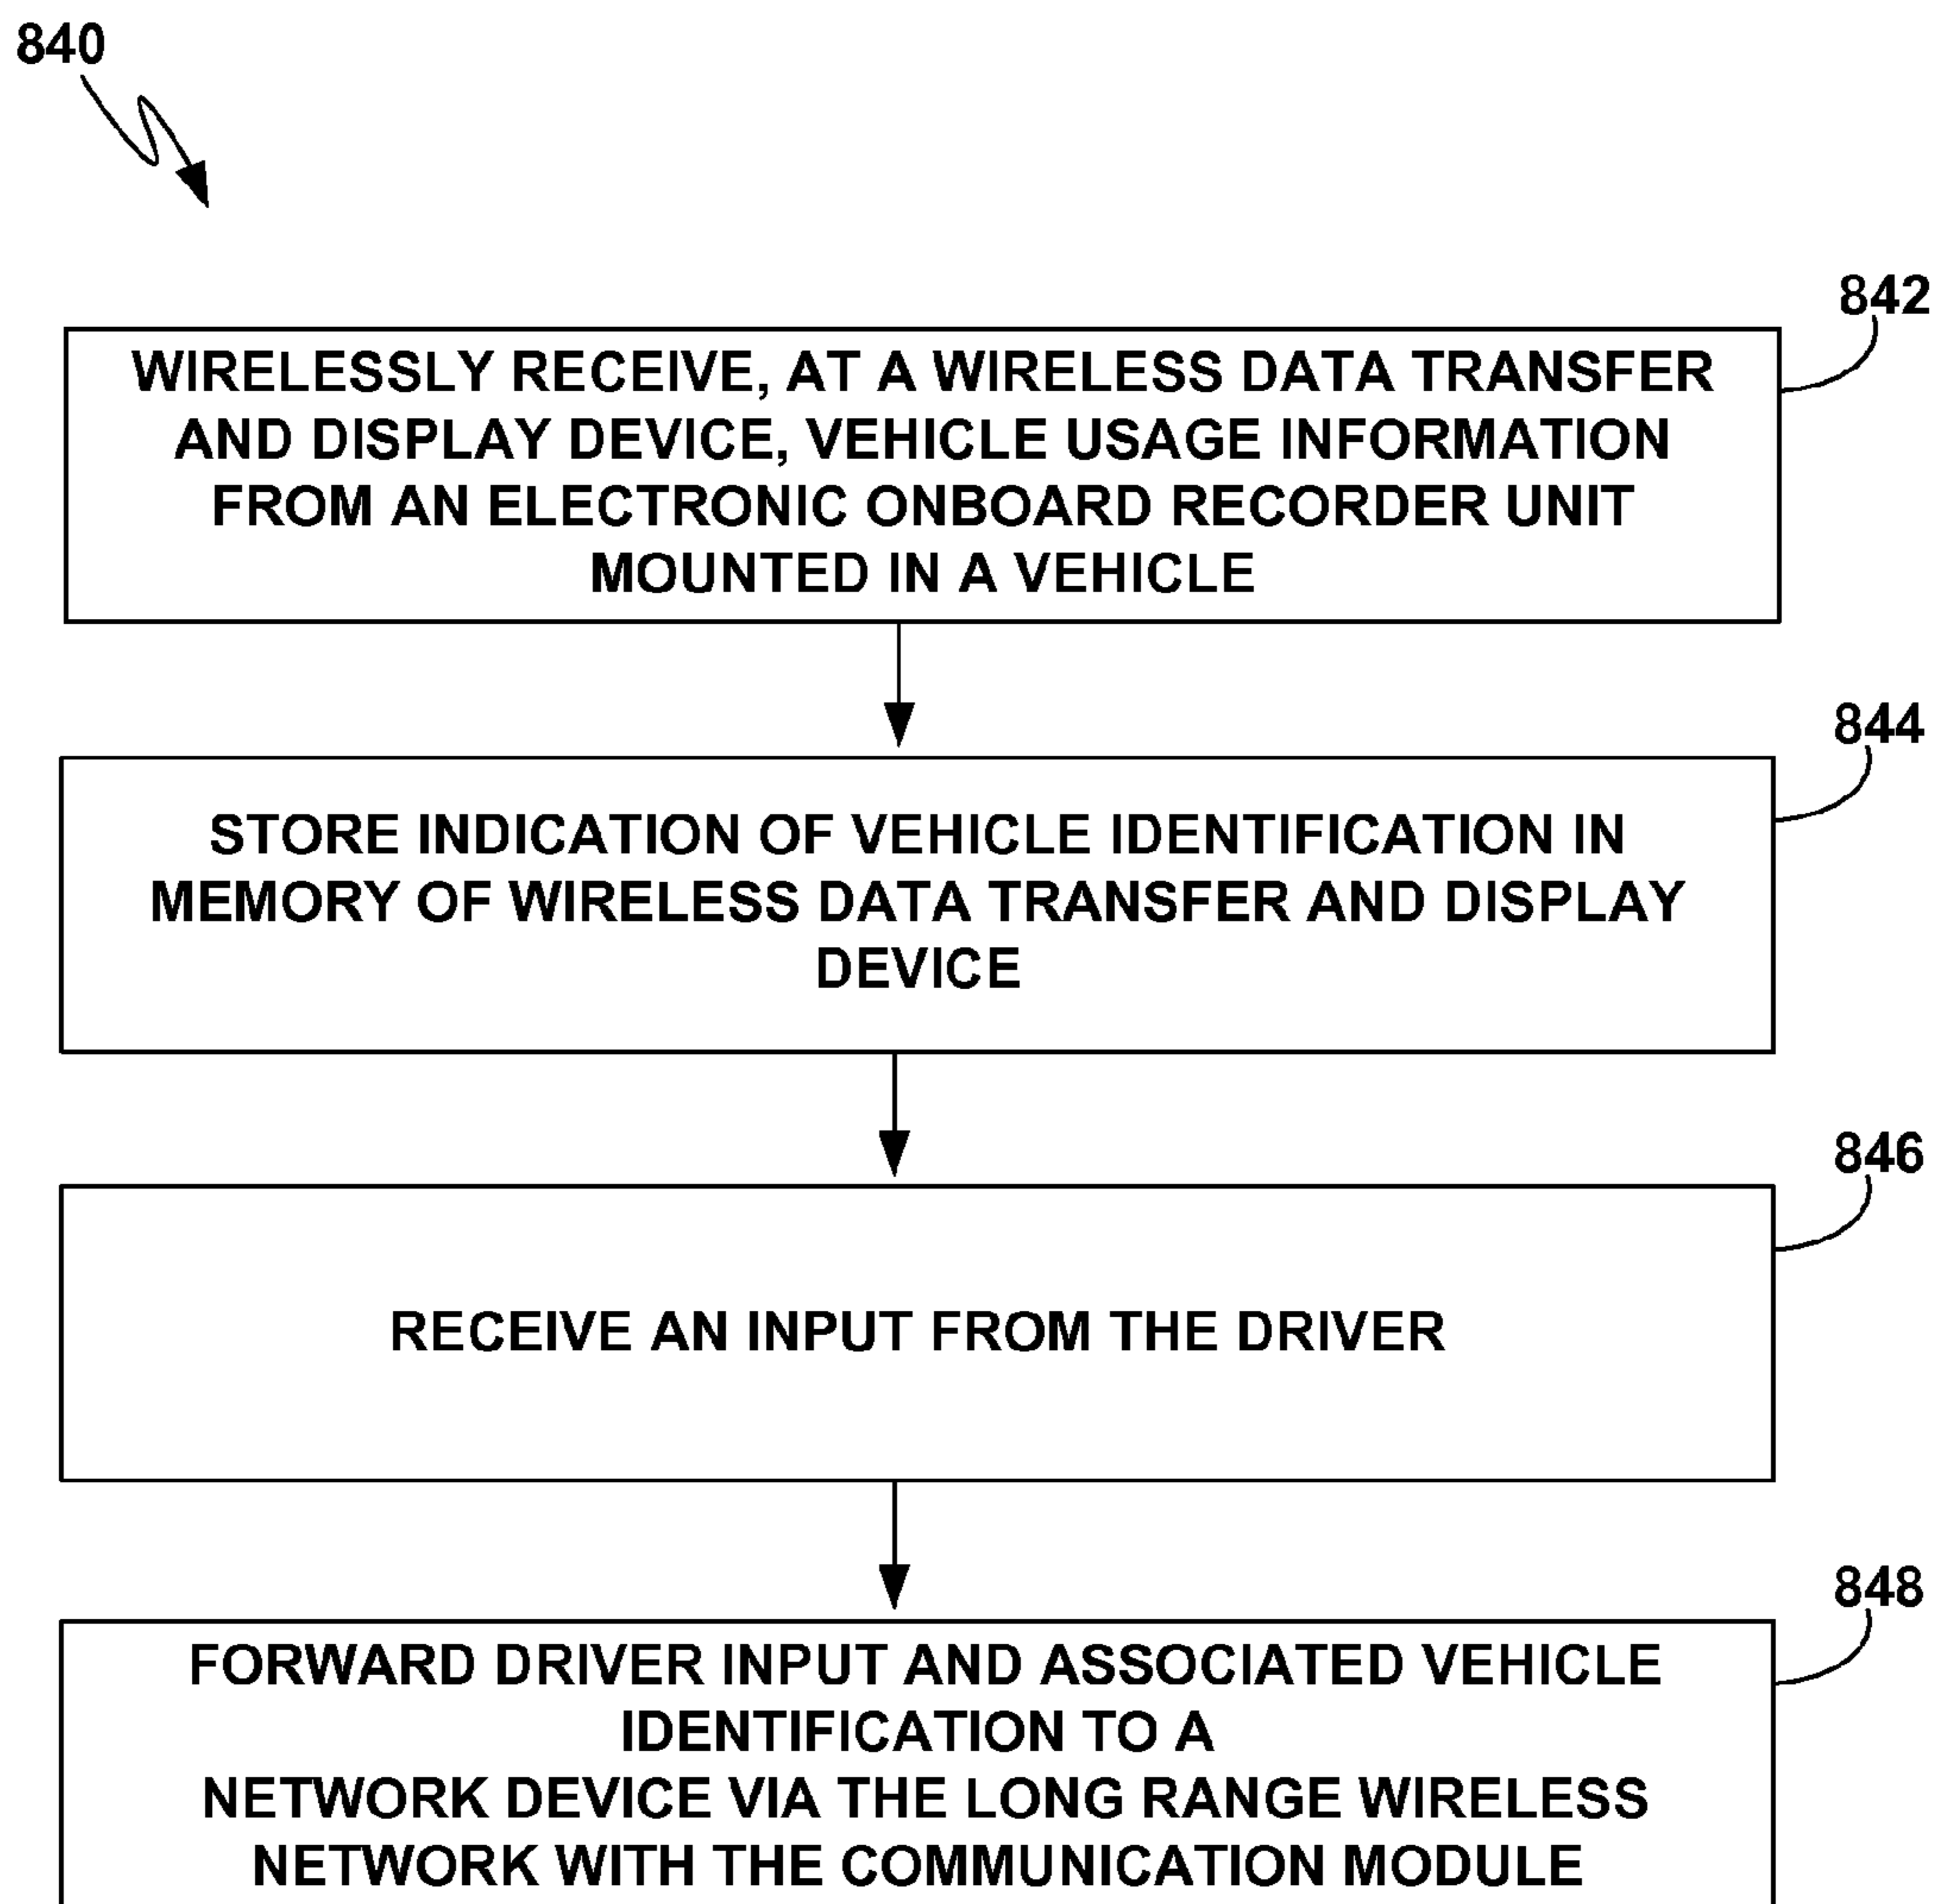 840
842
WIRELESSLY RECEIVE, AT A WIRELESS DATA TRANSFER
AND DISPLAY DEVICE, VEHICLE USAGE INFORMATION
FROM AN ELECTRONIC ONBOARD RECORDER UNIT
MOUNTED IN A VEHICLE
844
STORE INDICATION OF VEHICLE IDENTIFICATION IN
MEMORY OF WIRELESS DATA TRANSFER AND DISPLAY
DEVICE
846
RECEIVE AN INPUT FROM THE DRIVER
848
FORWARD DRIVER INPUT AND ASSOCIATED VEHICLE
IDENTIFICATION TO A
NETWORK DEVICE VIA THE LONG RANGE WIRELESS
NETWORK WITH THE COMMUNICATION MODULE